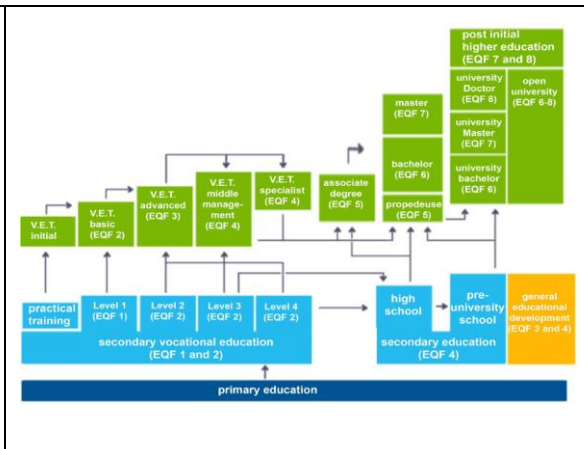 post initial
higher education
(EQF 7 and 8)
university
Doctor
(EQF 8)
open
university
(EQF 6-8)
master
(EQF 7)
university
Master
(EQF 7)
bachelor
(EQF 6)
university
bachelor
(EQF 6)
V.E.T.
initial
V.E.T.
basic
(EQF 2)
V.E.T.
advanced
(EQF 3)
V.E.T.
middle
manage-
ment
(EQF 4)
V.E.T.
specialist
(EQF 4)
associate
degree
(EQF 5)
propedeuse
(EQF 5)
practical
training
Level 1
(EQF 1)
Level 2
(EQF 2)
Level 3
(EQF 2)
Level 4
(EQF 2)
secondary vocational education
(EQF 1 and 2)
high
school
pre-
university
school
secondary education
(EQF 4)
general
educational
development
(EQF 3 and 4)
primary education